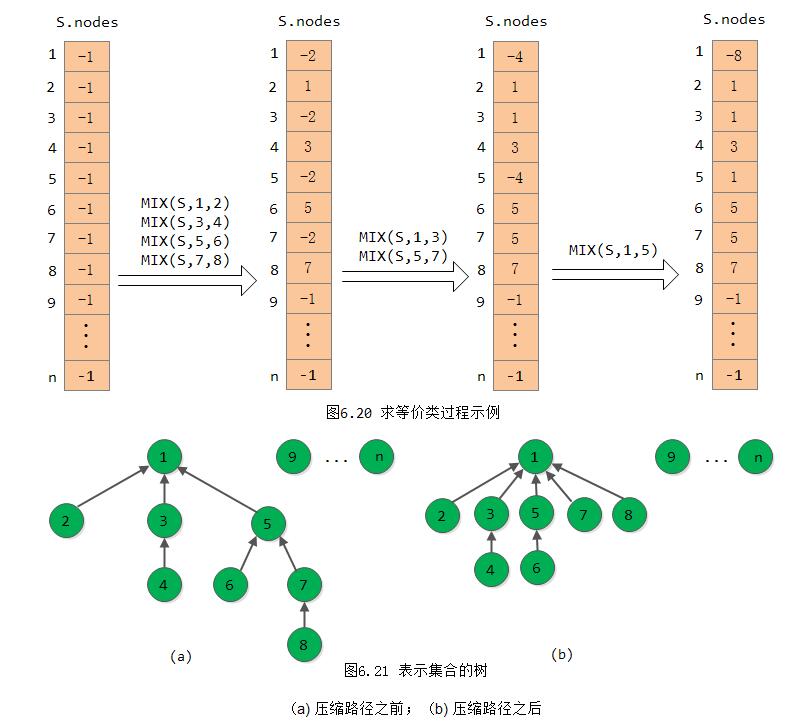 S.nodes S.nodes S.nodes S.nodes
1 -1 1 -2 1 -4 1 -8
2 -1 2 1 2 1 2 1
3 -1 3 -2 3 1 3 1
4 -1 4 3 4 3 4 3
5 -1 5 -2 5 -4 5 1
6 -1 6 5 6 5 6 5
7 -1 7 -2 7 5 7 5
8 -1 8 7 8 7 8 7
9 -1 9 -1 9 -1 9 -1
⋮ ⋮ ⋮ ⋮
n -1 n -1 n -1 n -1
MIX(S,1,2)
MIX(S,3,4)
MIX(S,5,6)
MIX(S,7,8)
MIX(S,1,3)
MIX(S,5,7)
MIX(S,1,5)
图6.20 求等价类过程示例
1 9 ... n
2 3 5
4 6 7
8
(a)
1 9 ... n
2 3 5 7 8
4 6
(b)
图6.21 表示集合的树
(a) 压缩路径之前；(b) 压缩路径之后